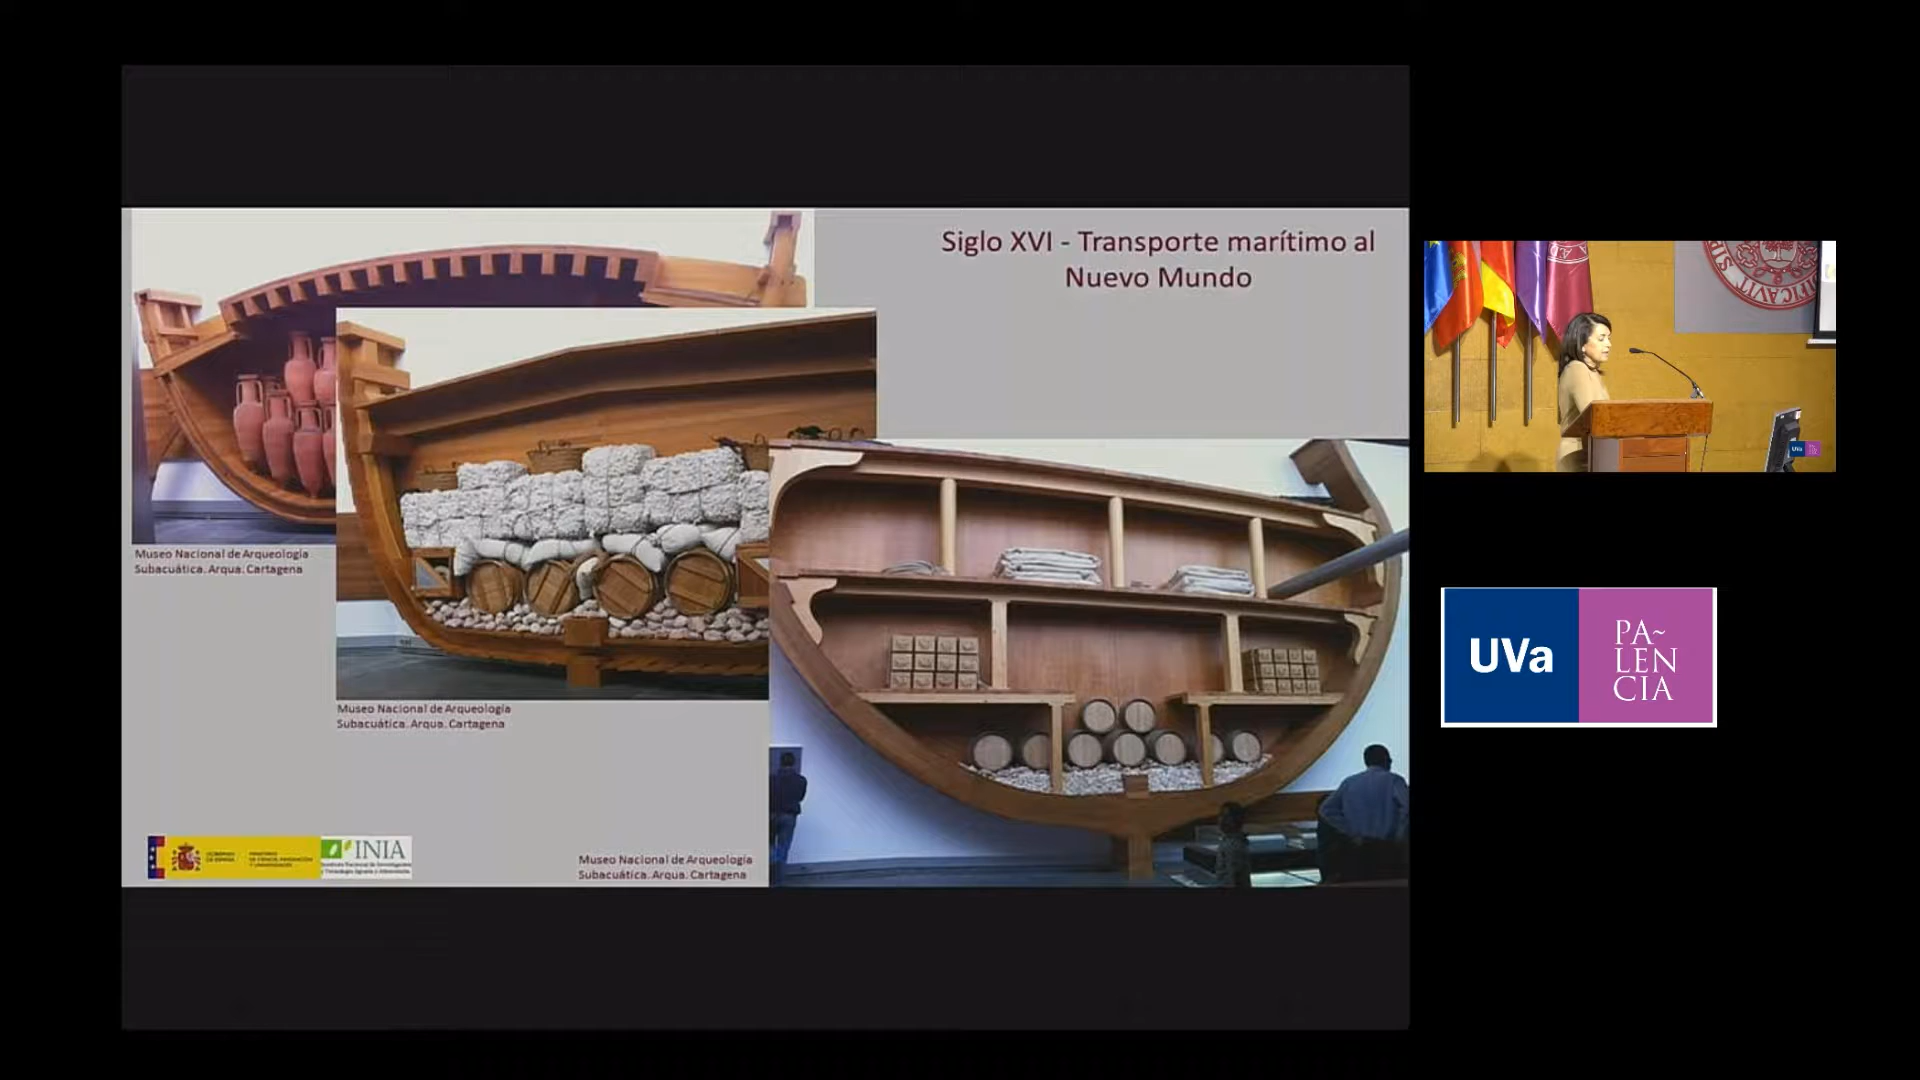 Siglo XVI - Transporte marítimo al
Nuevo Mundo
Museo Nacional de Arqueología
Subacuática. Arqua. Cartagena
Museo Nacional de Arqueología
Subacuática. Arqua. Cartagena
Museo Nacional de Arqueología
Subacuática. Arqua. Cartagena
INIA
UVa
PA~
LEN
CIA